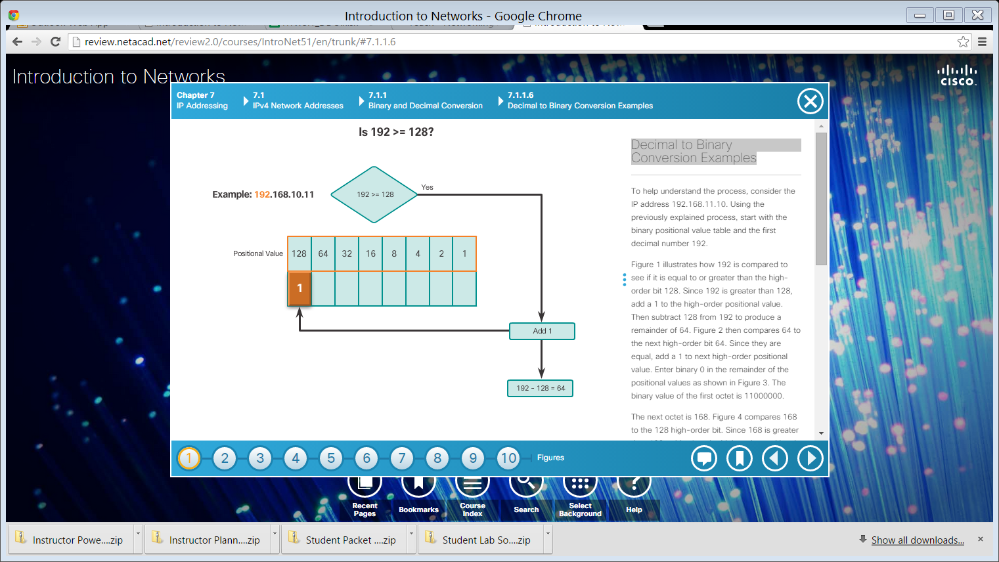 Introduction to Networks - Google Chrome
review.netacad.net/review2.0/courses/IntroNet51/en/trunk/#7.1.1.6
Introduction to Networks
CISCO
Chapter 7
IP Addressing
7.1
IPv4 Network Addresses
7.1.1
Binary and Decimal Conversion
7.1.1.6
Decimal to Binary Conversion Examples
Is 192 >= 128?
Example: 192.168.10.11
192 >= 128
Yes
Positional Value
128 64 32 16 8 4 2 1
1
Add 1
192 - 128 = 64
Decimal to Binary
Conversion Examples
To help understand the process, consider the
IP address 192.168.11.10. Using the
previously explained process, start with the
binary positional value table and the first
decimal number 192.
Figure 1 illustrates how 192 is compared to
see if it is equal to or greater than the high-
order bit 128. Since 192 is greater than 128,
add a 1 to the high-order positional value.
Then subtract 128 from 192 to produce a
remainder of 64. Figure 2 then compares 64 to
the next high-order bit 64. Since they are
equal, add a 1 to next high-order positional
value. Enter binary 0 in the remainder of the
positional values as shown in Figure 3. The
binary value of the first octet is 11000000.
The next octet is 168. Figure 4 compares 168
to the 128 high-order bit. Since 168 is greater
1 2 3 4 5 6 7 8 9 10 Figures
Recent
Pages
Bookmarks
Course
Index
Search
Select
Background
?
Help
Instructor Powe....zip
Instructor Plann....zip
Student Packet ....zip
Student Lab So....zip
Show all downloads...